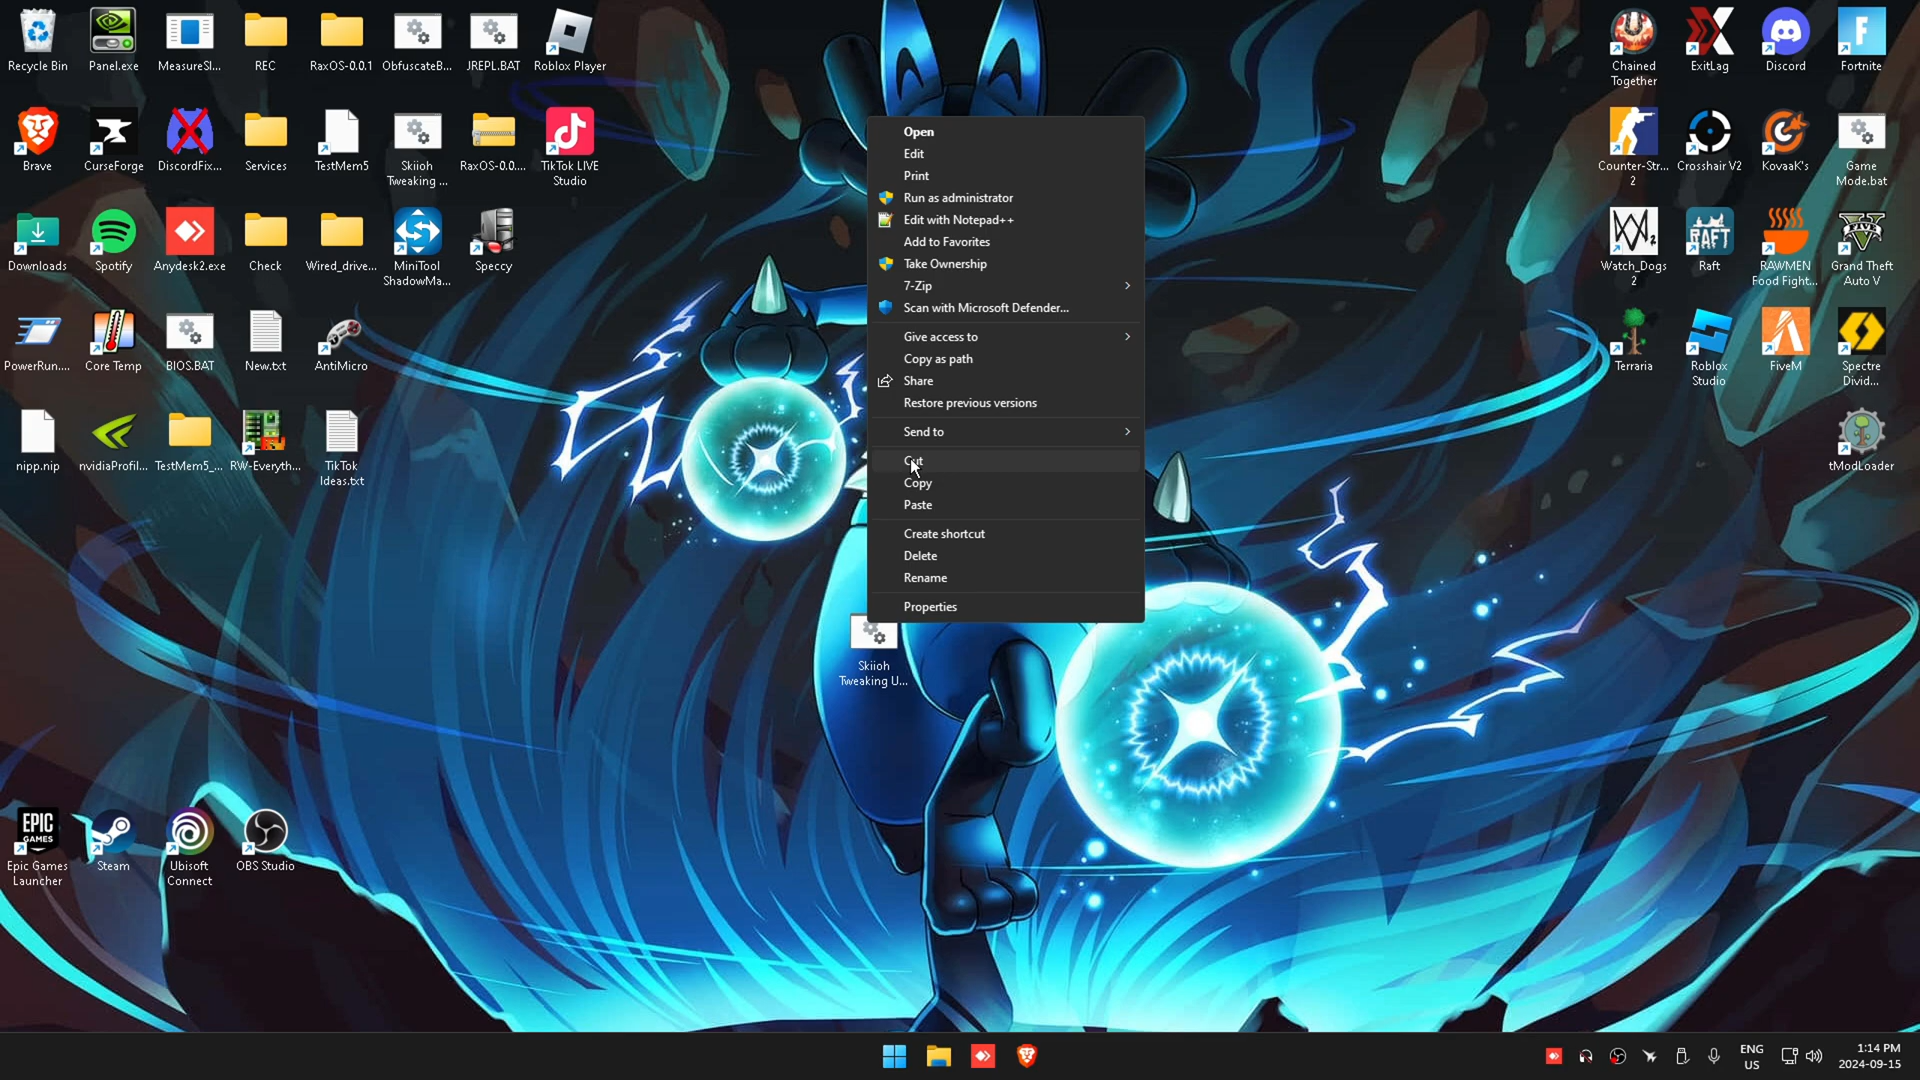 Recycle Bin
Panel.exe
MeasureSl...
REC
RaxOS-0.0.1
ObfuscateB...
JREPL.BAT
Roblox Player
Brave
CurseForge
DiscordFix...
Services
TestMem5
Skiioh
Tweaking ...
RaxOS-0.0....
TikTok LIVE
Studio
Downloads
Spotify
Anydesk2.exe
Check
Wired_drive...
MiniTool
ShadowMa...
Speccy
PowerRun....
Core Temp
BIOS.BAT
New.txt
AntiMicro
nipp.nip
nvidiaProfil...
TestMem5_...
RW-Everyth...
TikTok
Ideas.txt
EPIC
GAMES
Epic Games
Launcher
Steam
Ubisoft
Connect
OBS Studio
Open
Edit
Print
Run as administrator
Edit with Notepad++
Add to Favorites
Take Ownership
7-Zip
Scan with Microsoft Defender...
Give access to
Copy as path
Share
Restore previous versions
Send to
Cut
Copy
Paste
Create shortcut
Delete
Rename
Properties
Skiioh
Tweaking U...
Chained
Together
ExitLag
Discord
F
Fortnite
Counter-Str...
2
Crosshair V2
KovaaK's
Game
Mode.bat
Watch_Dogs
2
RAFT
Raft
RAWMEN
Food Fight...
FIVE
Grand Theft
Auto V
Terraria
Roblox
Studio
FiveM
Spectre
Divid...
tModLoader
ENG
US
1:14 PM
2024-09-15